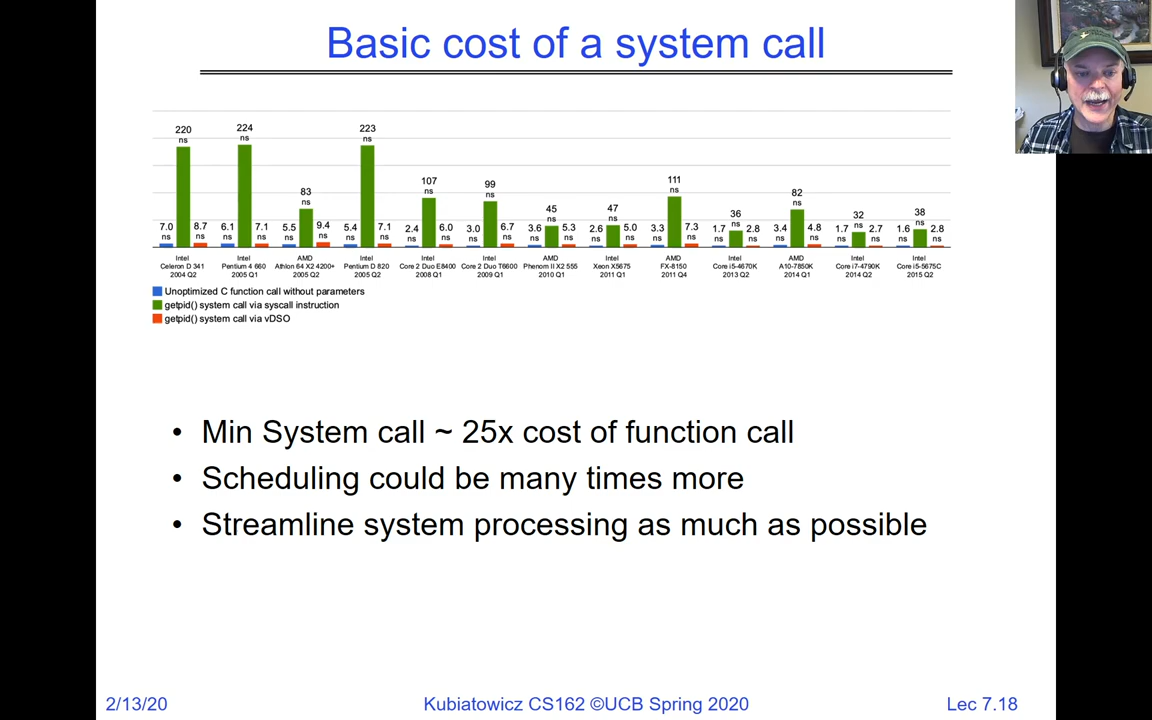 Basic cost of a system call
220 ns 224 ns 83 ns 223 ns 107 ns 99 ns 45 ns 47 ns 111 ns 36 ns 82 ns 32 ns 38 ns
7.0 ns 8.7 ns 6.1 ns 7.1 ns 5.5 ns 9.4 ns 5.4 ns 7.1 ns 2.4 ns 6.0 ns 3.0 ns 6.7 ns 3.6 ns 5.3 ns 2.6 ns 5.0 ns 3.3 ns 7.3 ns 1.7 ns 2.8 ns 3.4 ns 4.8 ns 1.7 ns 2.7 ns 1.6 ns 2.8 ns
Intel Intel AMD Intel Intel Intel AMD Intel AMD Intel AMD Intel Intel
Celeron D 341 Pentium 4 660 Athlon 64 X2 4200+ Pentium D 820 Core 2 Duo E8400 Core 2 Duo T6600 Phenom II X2 555 Xeon X5675 FX-8150 Core i5-4670K A10-7850K Core i7-4790K Core i5-5675C
2004 Q2 2005 Q1 2005 Q2 2005 Q2 2008 Q1 2009 Q1 2010 Q1 2011 Q1 2011 Q4 2013 Q2 2014 Q1 2014 Q2 2015 Q2
Unoptimized C function call without parameters
getpid() system call via syscall instruction
getpid() system call via vDSO
• Min System call ~ 25x cost of function call
• Scheduling could be many times more
• Streamline system processing as much as possible
2/13/20 Kubiatowicz CS162 ©UCB Spring 2020 Lec 7.18